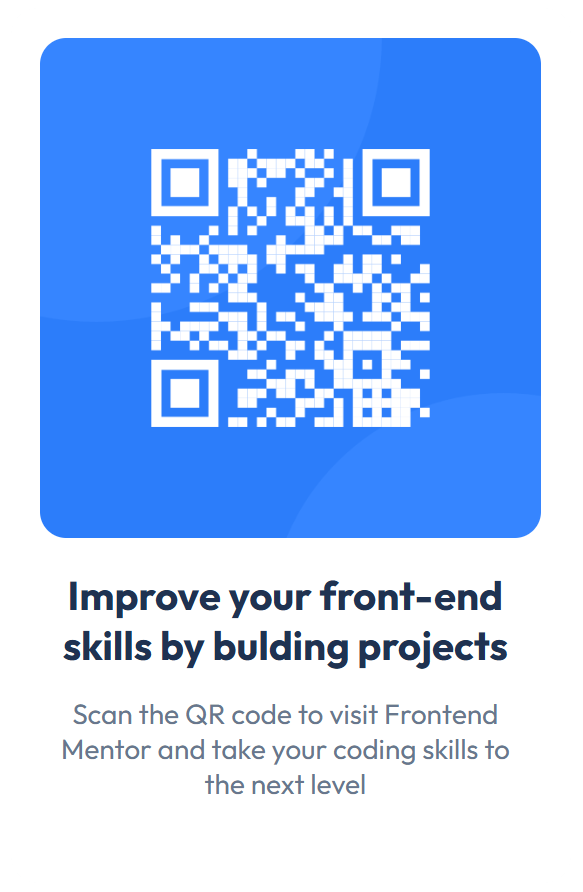 Improve your front-end
skills by bulding projects
Scan the QR code to visit Frontend
Mentor and take your coding skills to
the next level